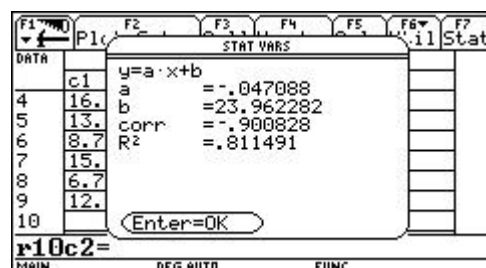 F1 F2 F3 F4 F5 F6 F7
Stat
STAT VARS
DATA
y=a·x+b
a =-.047088
b =23.962282
corr =-.900828
R² =.811491
c1
4 16.
5 13.
6 8.7
7 15.
8 6.7
9 12.
10
Enter=OK
r10c2=
MAIN DEG AUTO FUNC